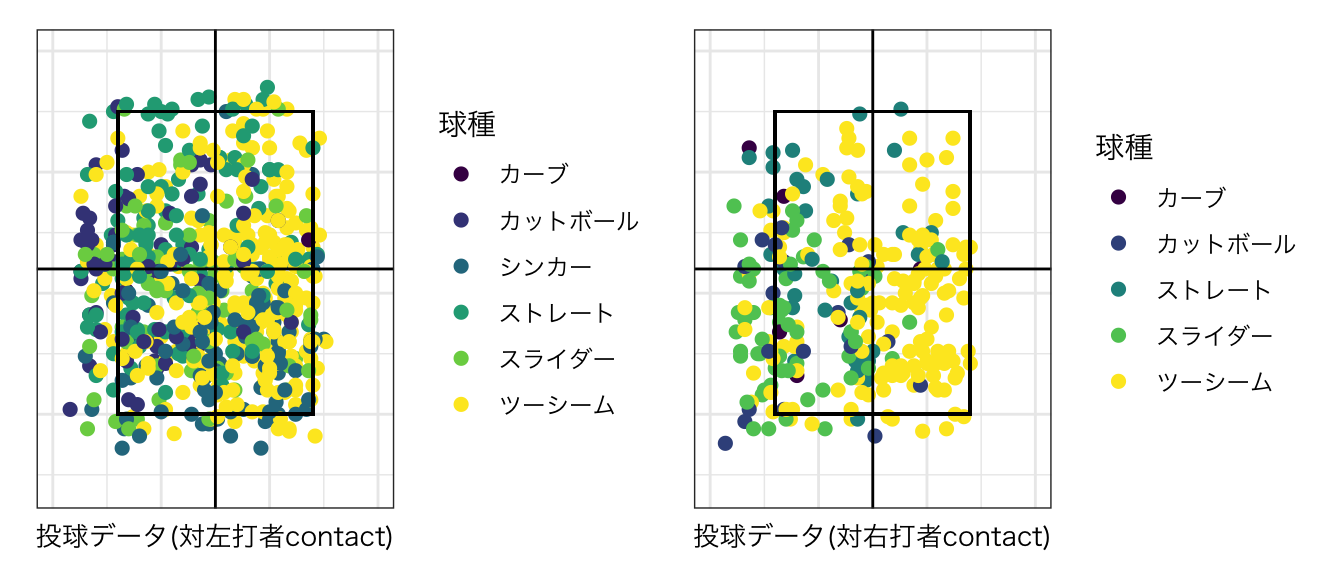 球種
カーブ
カットボール
シンカー
ストレート
スライダー
ツーシーム
投球データ(対左打者contact)
球種
カーブ
カットボール
ストレート
スライダー
ツーシーム
投球データ(対右打者contact)